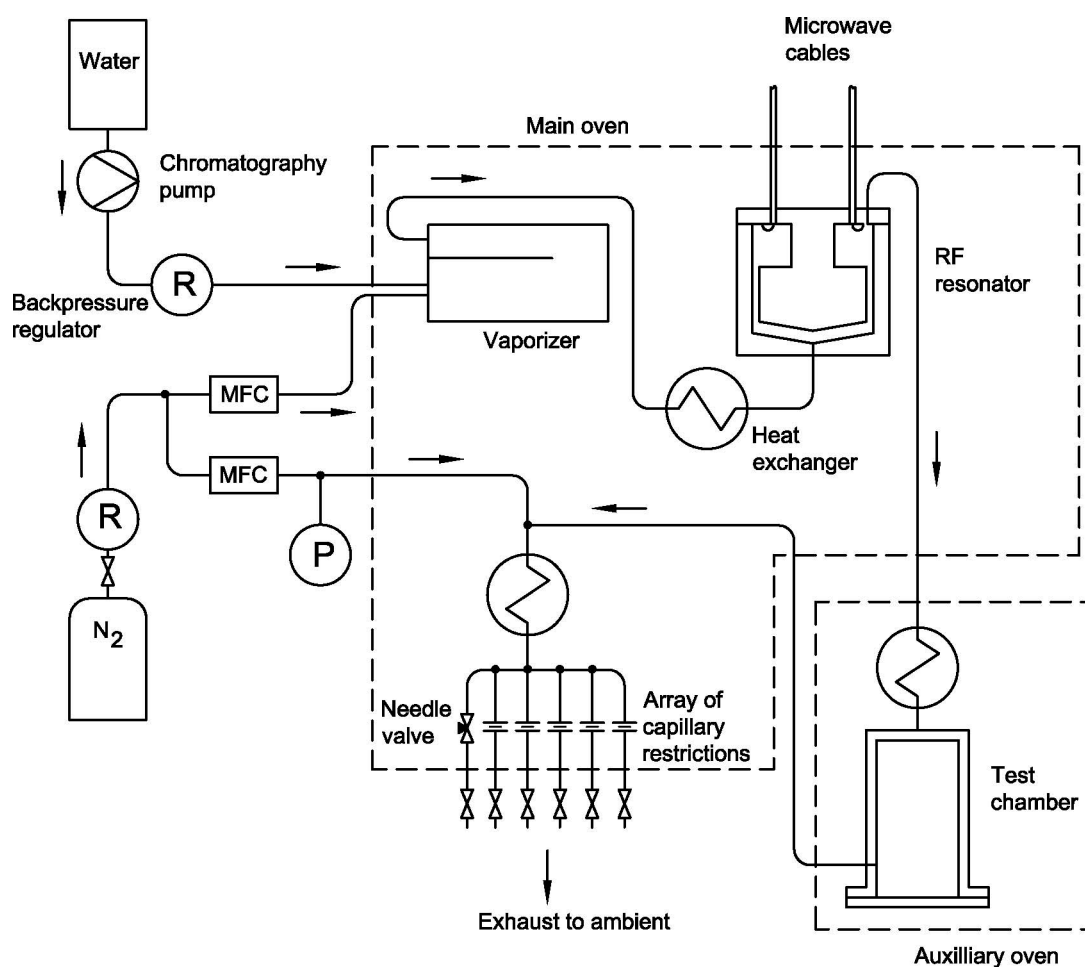 Water
Chromatography
pump
R
Backpressure
regulator
Microwave
cables
Main oven
RF
resonator
Vaporizer
MFC
MFC
Heat
exchanger
R
P
N2
Needle
valve
Array of
capillary
restrictions
Test
chamber
Exhaust to ambient
Auxilliary oven